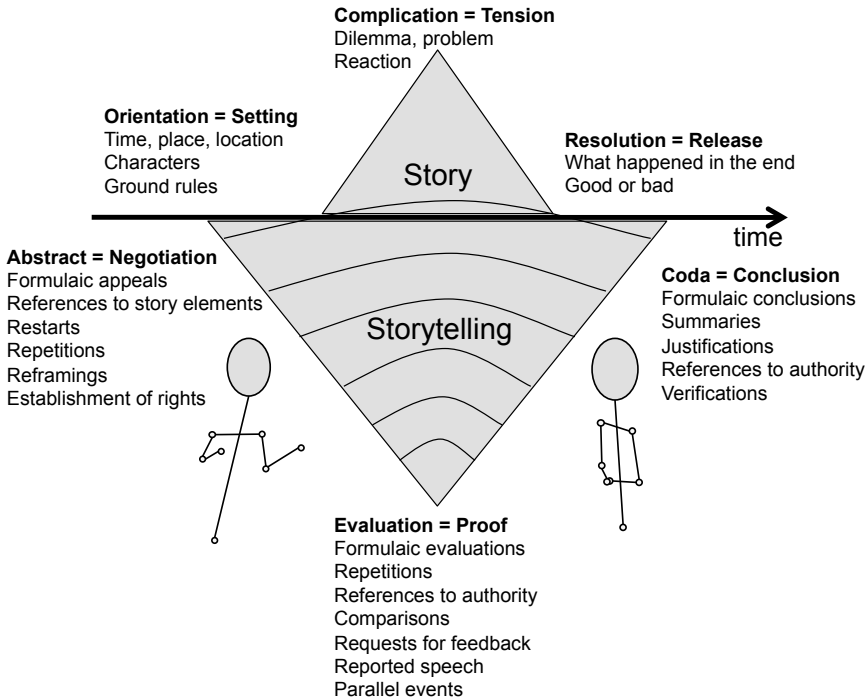 Complication = Tension
Dilemma, problem
Reaction
Orientation = Setting
Time, place, location
Characters
Ground rules
Resolution = Release
What happened in the end
Good or bad
Story
time
Abstract = Negotiation
Formulaic appeals
References to story elements
Restarts
Repetitions
Reframings
Establishment of rights
Storytelling
Coda = Conclusion
Formulaic conclusions
Summaries
Justifications
References to authority
Verifications
Evaluation = Proof
Formulaic evaluations
Repetitions
References to authority
Comparisons
Requests for feedback
Reported speech
Parallel events